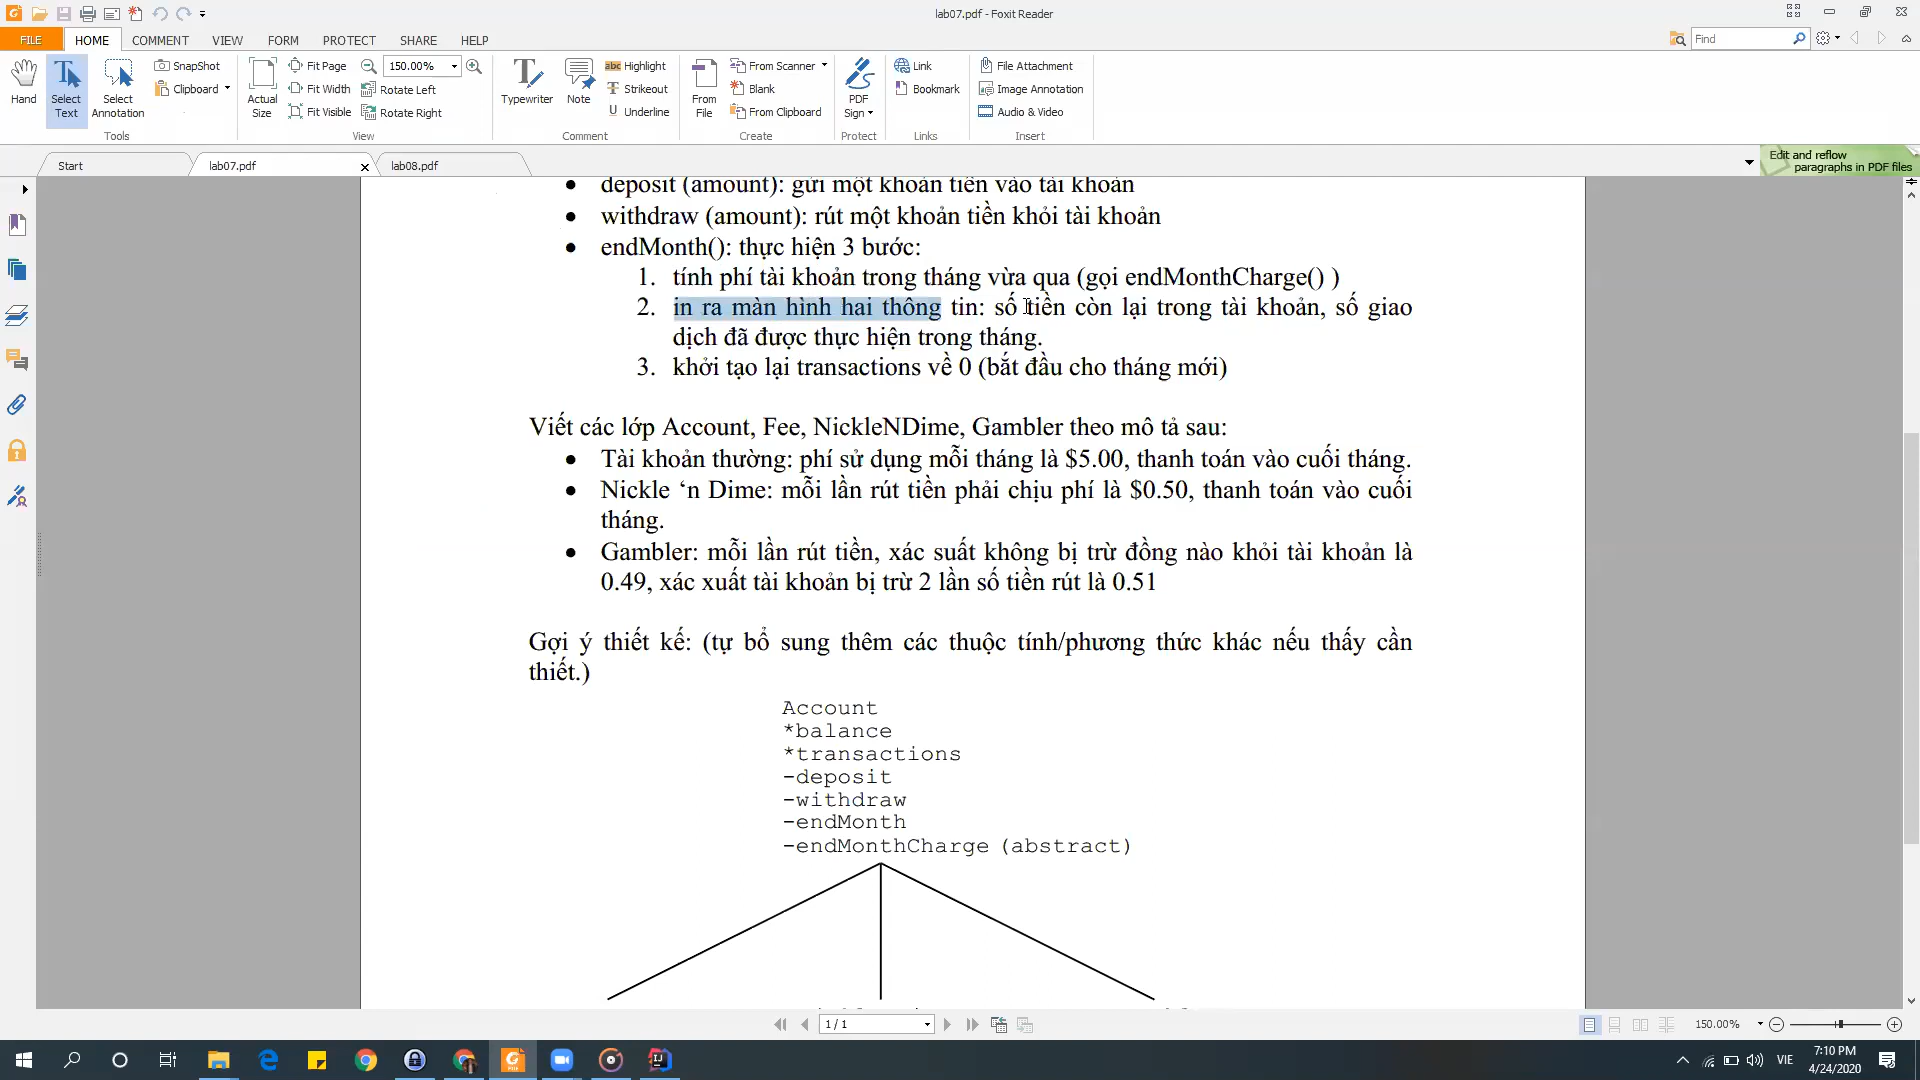 lab07.pdf - Foxit Reader
FILE HOME COMMENT VIEW FORM PROTECT SHARE HELP
Find
Hand
Select Text
Select Annotation
SnapShot
Clipboard
Tools
Actual Size
Fit Page
Fit Width
Fit Visible
150.00%
Rotate Left
Rotate Right
View
Typewriter
Note
Highlight
Strikeout
Underline
Comment
From File
From Scanner
Blank
From Clipboard
Create
PDF Sign
Protect
Link
Bookmark
Links
File Attachment
Image Annotation
Audio & Video
Insert
Start lab07.pdf lab08.pdf
Edit and reflow
paragraphs in PDF files
• deposit (amount): gửi một khoản tiền vào tài khoản
• withdraw (amount): rút một khoản tiền khỏi tài khoản
• endMonth(): thực hiện 3 bước:
1. tính phí tài khoản trong tháng vừa qua (gọi endMonthCharge() )
2. in ra màn hình hai thông tin: số tiền còn lại trong tài khoản, số giao
dịch đã được thực hiện trong tháng.
3. khởi tạo lại transactions về 0 (bắt đầu cho tháng mới)
Viết các lớp Account, Fee, NickleNDime, Gambler theo mô tả sau:
• Tài khoản thường: phí sử dụng mỗi tháng là $5.00, thanh toán vào cuối tháng.
• Nickle ‘n Dime: mỗi lần rút tiền phải chịu phí là $0.50, thanh toán vào cuối
tháng.
• Gambler: mỗi lần rút tiền, xác suất không bị trừ đồng nào khỏi tài khoản là
0.49, xác xuất tài khoản bị trừ 2 lần số tiền rút là 0.51
Gợi ý thiết kế: (tự bổ sung thêm các thuộc tính/phương thức khác nếu thấy cần
thiết.)
Account
*balance
*transactions
-deposit
-withdraw
-endMonth
-endMonthCharge (abstract)
1 / 1
150.00%
VIE
7:10 PM
4/24/2020